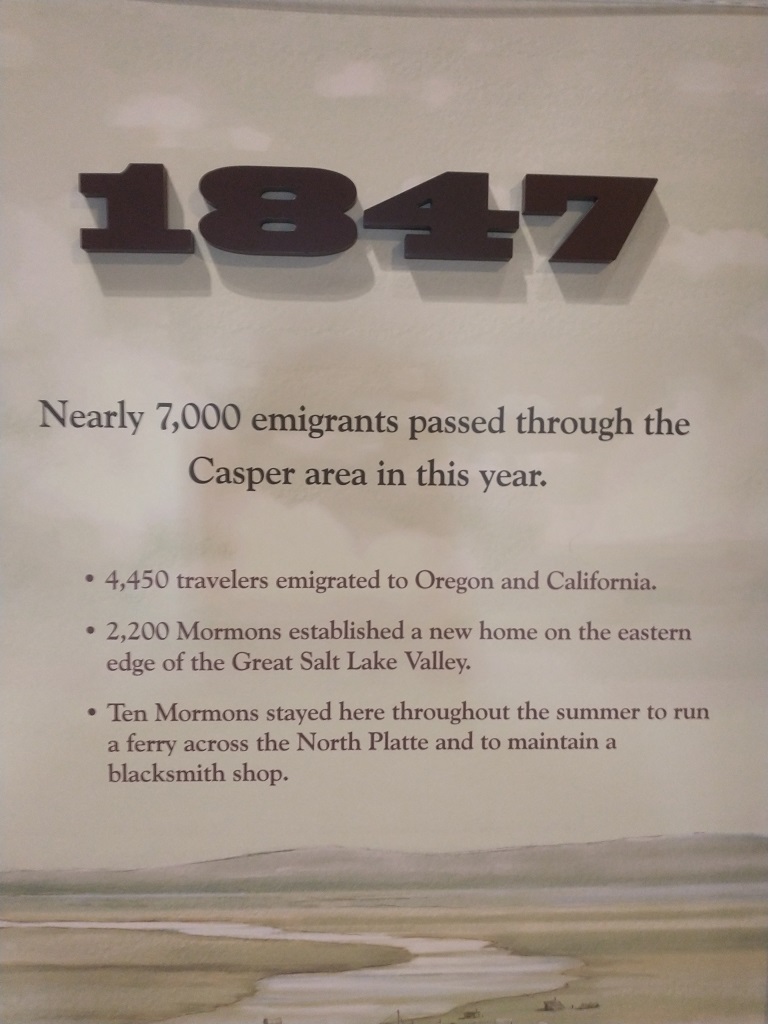 1847
Nearly 7,000 emigrants passed through the
Casper area in this year.
• 4,450 travelers emigrated to Oregon and California.
• 2,200 Mormons established a new home on the eastern
edge of the Great Salt Lake Valley.
• Ten Mormons stayed here throughout the summer to run
a ferry across the North Platte and to maintain a
blacksmith shop.